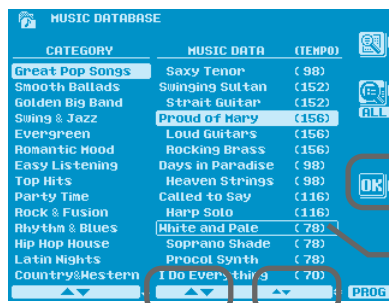 MUSIC DATABASE
CATEGORY MUSIC DATA (TEMPO)
Great Pop Songs Saxy Tenor ( 98)
Smooth Ballads Swinging Sultan (152)
Golden Big Band Strait Guitar (152)
Swing & Jazz Proud of Mary (156)
Evergreen Loud Guitars (156)
Romantic Mood Rocking Brass (156)
Easy Listening Days in Paradise ( 98)
Top Hits Heaven Strings ( 98)
Party Time Called to Say (116)
Rock & Fusion Harp Solo (116)
Rhythm & Blues White and Pale ( 78)
Hip Hop House Soprano Shade ( 78)
Latin Nights Procol Synth ( 78)
Country&Western I Do Everything ( 70)
ALL
OK
PROG